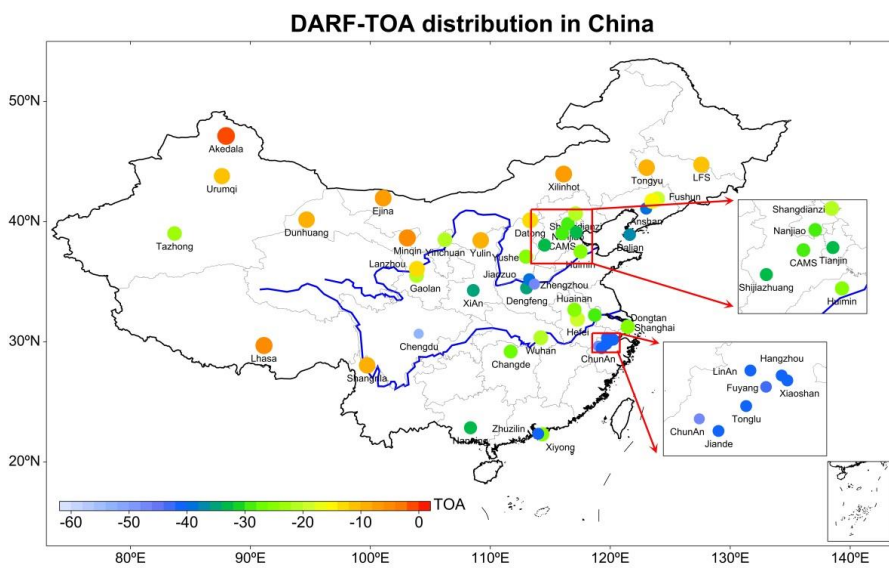 DARF-TOA distribution in China
50ºN
40ºN
30ºN
20ºN
Akedala
Urumqi
Tazhong
Dunhuang
Ejina
Minqin
Yinchuan
Lanzhou
Gaolan
Yulin
Xilinhot
Tongyu
LFS
Fushun
Anshan
Dalian
Datong
Shangdianzi
Nanjiao
CAMS
Huimin
Yushe
Jiaozuo
Zhengzhou
Dengfeng
XiAn
Huainan
Hefei
Dongtan
Shanghai
Chengdu
Wuhan
Changde
ChunAn
Lhasa
Shangrila
Nanning
Zhuzilin
Xiyong
Shangdianzi
Nanjiao
CAMS
Tianjin
Shijiazhuang
Huimin
Hangzhou
LinAn
Fuyang
Xiaoshan
Tonglu
ChunAn
Jiande
TOA
-60 -50 -40 -30 -20 -10 0
80ºE 90ºE 100ºE 110ºE 120ºE 130ºE 140ºE